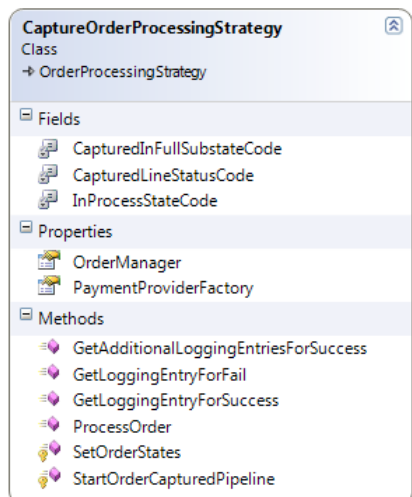 CaptureOrderProcessingStrategy
Class
OrderProcessingStrategy
Fields
CapturedInFullSubstateCode
CapturedLineStatusCode
InProcessStateCode
Properties
OrderManager
PaymentProviderFactory
Methods
GetAdditionalLoggingEntriesForSuccess
GetLoggingEntryForFail
GetLoggingEntryForSuccess
ProcessOrder
SetOrderStates
StartOrderCapturedPipeline